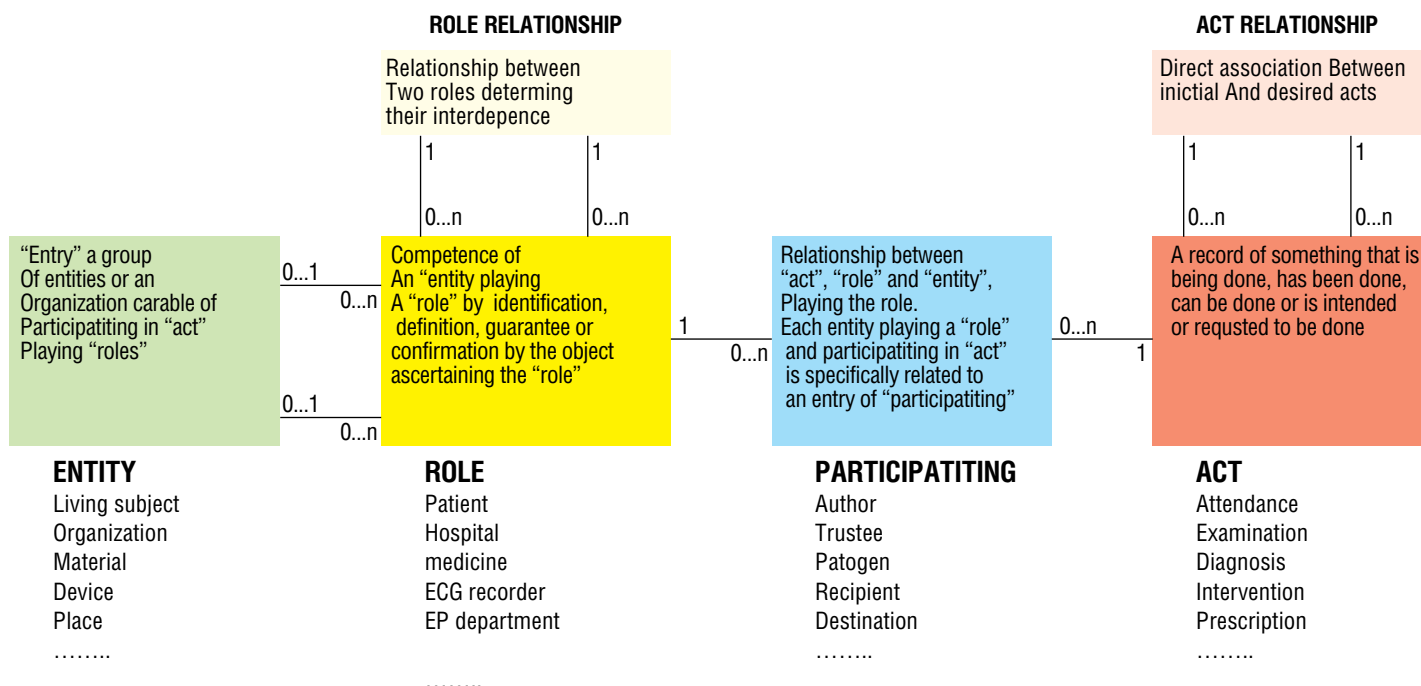 ROLE RELATIONSHIP
ACT RELATIONSHIP
Relationship between
Two roles determing
their interdepence
Direct association Between
inictial And desired acts
1
1
1
1
0...n
0...n
0...n
0...n
“Entry” a group
Of entities or an
Organization carable of
Participatiting in “act”
Playing “roles”
0...1
0...n
0...1
0...n
Competence of
An “entity playing
A “role” by identification,
definition, guarantee or
confirmation by the object
ascertaining the “role”
1
0...n
Relationship between
“act”, “role” and “entity”,
Playing the role.
Each entity playing a “role”
and participatiting in “act”
is specifically related to
an entry of “participatiting”
0...n
1
A record of something that is
being done, has been done,
can be done or is intended
or requsted to be done
ENTITY
Living subject
Organization
Material
Device
Place
........
ROLE
Patient
Hospital
medicine
ECG recorder
EP department
........
PARTICIPATITING
Author
Trustee
Patogen
Recipient
Destination
........
ACT
Attendance
Examination
Diagnosis
Intervention
Prescription
........